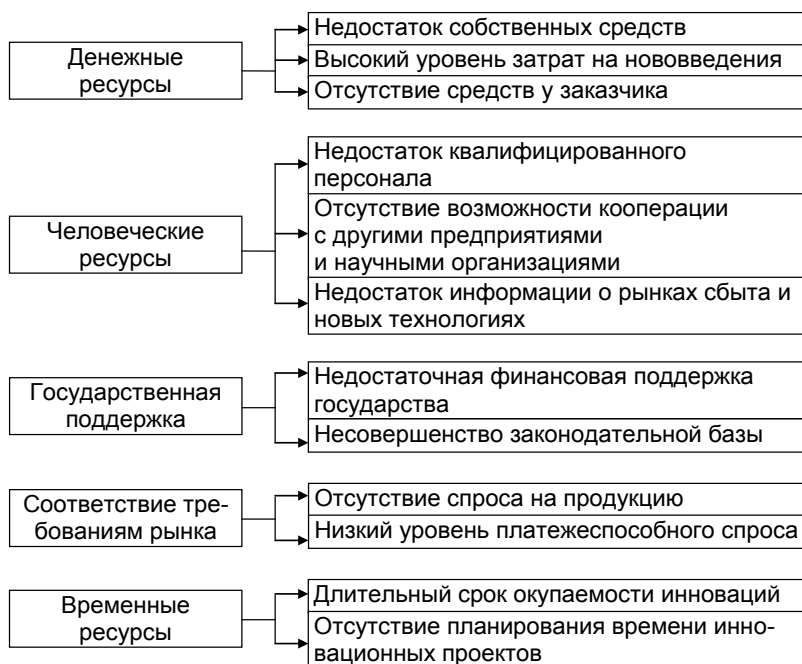 Денежные
ресурсы
Недостаток собственных средств
Высокий уровень затрат на нововведения
Отсутствие средств у заказчика
Человеческие
ресурсы
Недостаток квалифицированного
персонала
Отсутствие возможности кооперации
с другими предприятиями
и научными организациями
Недостаток информации о рынках сбыта и
новых технологиях
Государственная
поддержка
Недостаточная финансовая поддержка
государства
Несовершенство законодательной базы
Соответствие тре-
бованиям рынка
Отсутствие спроса на продукцию
Низкий уровень платежеспособного спроса
Временные
ресурсы
Длительный срок окупаемости инноваций
Отсутствие планирования времени инно-
вационных проектов